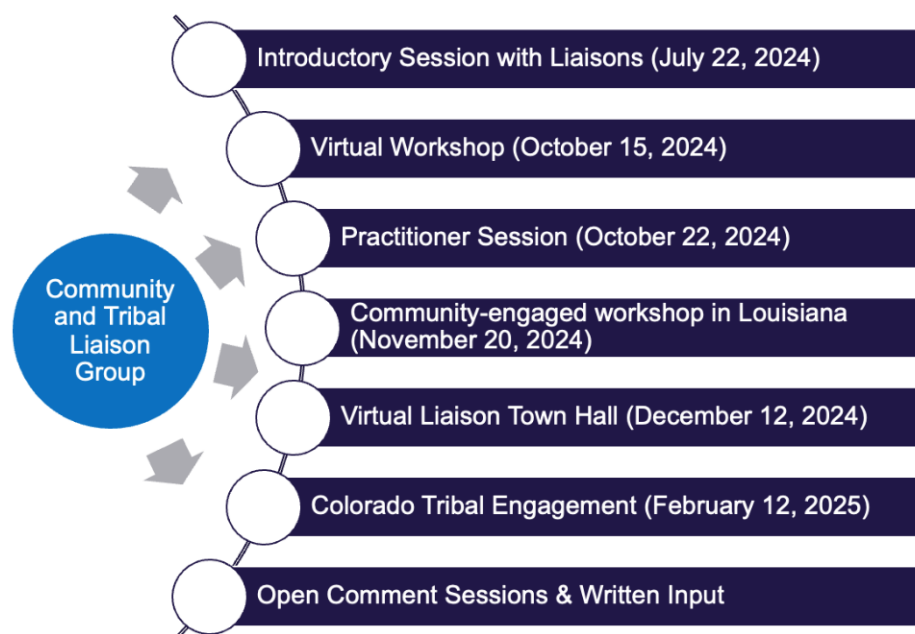 Introductory Session with Liaisons (July 22, 2024)
Virtual Workshop (October 15, 2024)
Practitioner Session (October 22, 2024)
Community
and Tribal
Liaison
Group
Community-engaged workshop in Louisiana
(November 20, 2024)
Virtual Liaison Town Hall (December 12, 2024)
Colorado Tribal Engagement (February 12, 2025)
Open Comment Sessions & Written Input